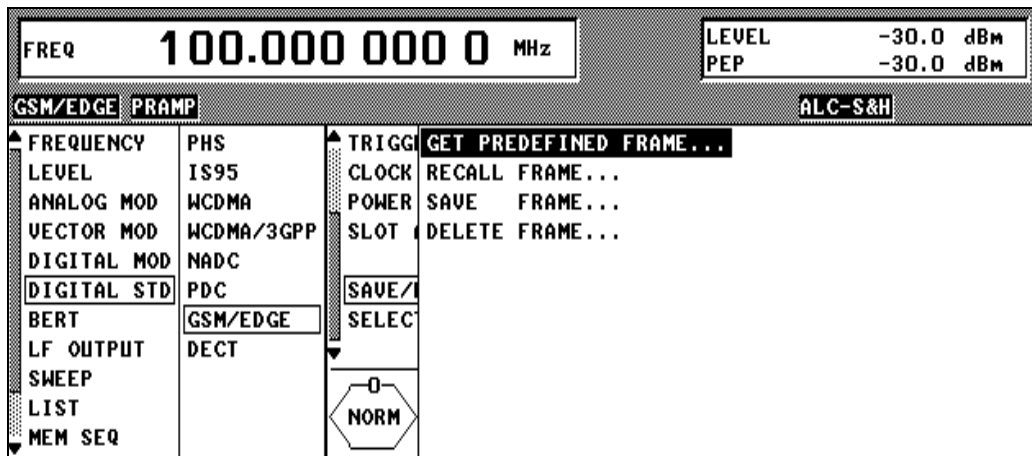 FREQ 100.000 000 0 MHz
LEVEL -30.0 dBm
PEP -30.0 dBm
GSM/EDGE PRAMP ALC-S&H
FREQUENCY
LEVEL
ANALOG MOD
VECTOR MOD
DIGITAL MOD
DIGITAL STD
BERT
LF OUTPUT
SWEEP
LIST
MEM SEQ
PHS
IS95
WCDMA
WCDMA/3GPP
NADC
PDC
GSM/EDGE
DECT
TRIGG
CLOCK
POWER
SLOT
SAVE/
SELEC
0
NORM
GET PREDEFINED FRAME...
RECALL FRAME...
SAVE FRAME...
DELETE FRAME...